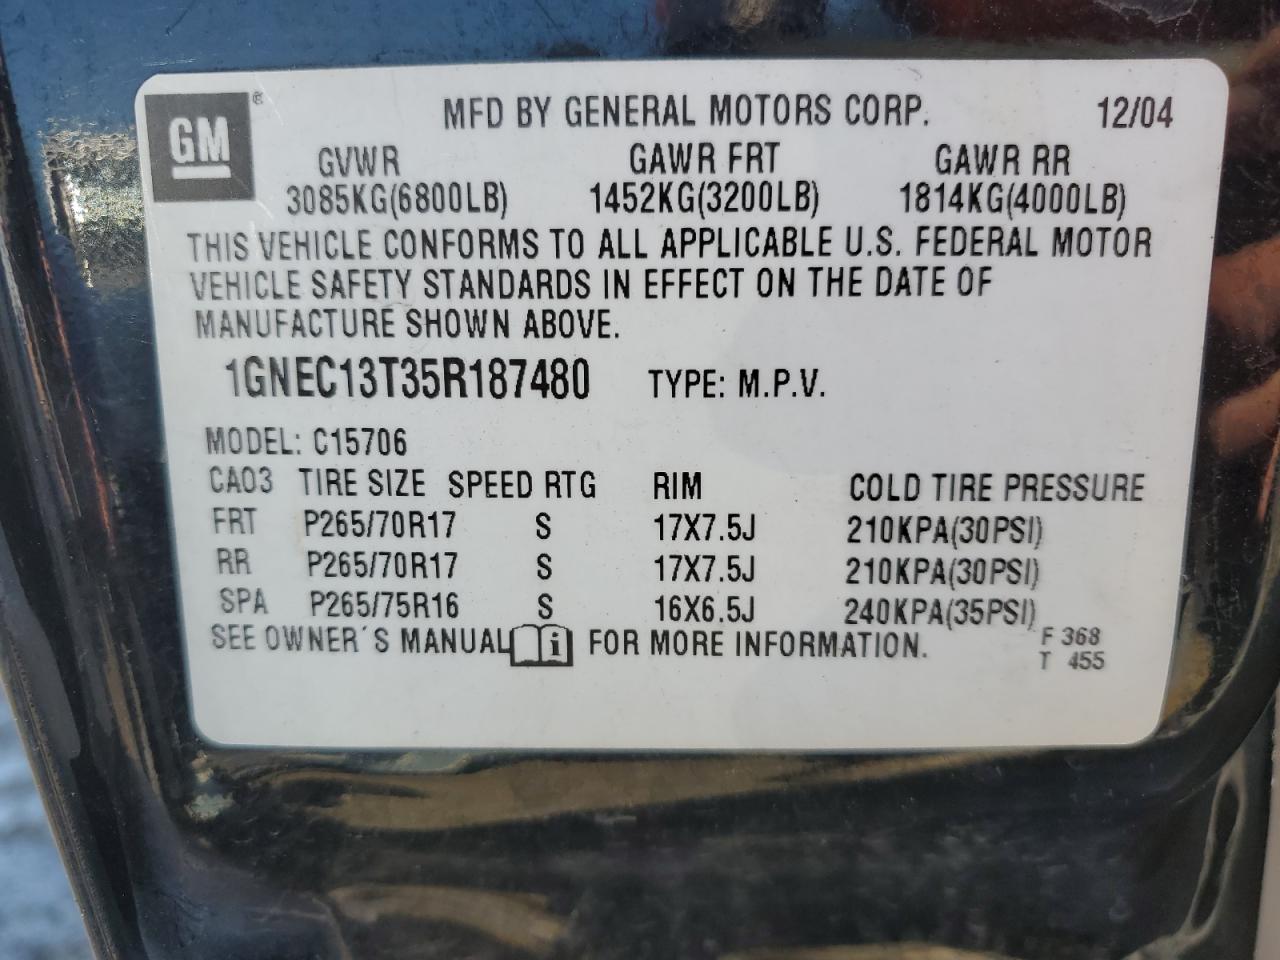 GM ® MFD BY GENERAL MOTORS CORP. 12/04
GVWR GAWR FRT GAWR RR
3085KG(6800LB) 1452KG(3200LB) 1814KG(4000LB)
THIS VEHICLE CONFORMS TO ALL APPLICABLE U.S. FEDERAL MOTOR
VEHICLE SAFETY STANDARDS IN EFFECT ON THE DATE OF
MANUFACTURE SHOWN ABOVE.
1GNEC13T35R187480 TYPE: M.P.V.
MODEL: C15706
CA03 TIRE SIZE SPEED RTG RIM COLD TIRE PRESSURE
FRT P265/70R17 S 17X7.5J 210KPA(30PSI)
RR P265/70R17 S 17X7.5J 210KPA(30PSI)
SPA P265/75R16 S 16X6.5J 240KPA(35PSI)
SEE OWNER´S MANUAL i FOR MORE INFORMATION.
F 368
T 455